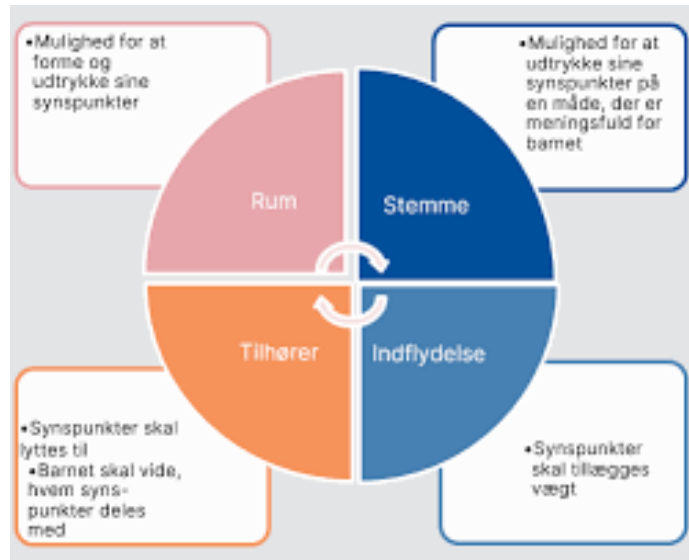 •Mulighed for at
forme og
udtrykke sine
synspunkter
•Mulighed for at
udtrykke sine
synspunkter på
en måde, der er
meningsfuld for
barnet
Rum
Stemme
Tilhører
Indflydelse
•Synspunkter skal
lyttes til
•Barnet skal vide,
hvem syns-
punkter deles
med
•Synspunkter
skal tillægges
vægt